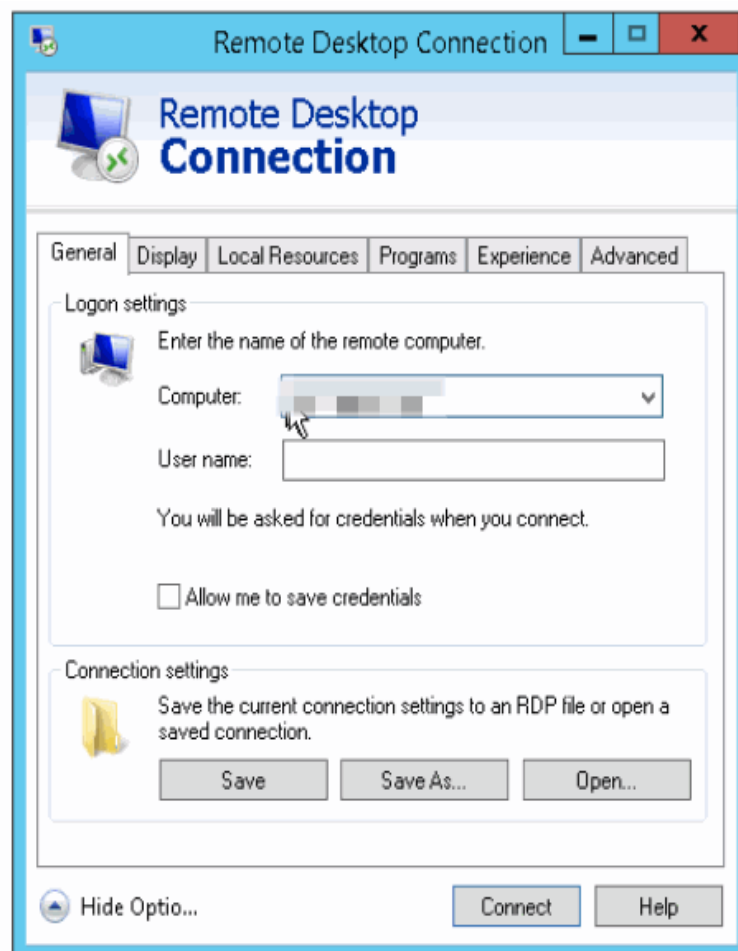 Remote Desktop Connection
Remote Desktop
Connection
General Display Local Resources Programs Experience Advanced
Logon settings
Enter the name of the remote computer.
Computer:
User name:
You will be asked for credentials when you connect.
Allow me to save credentials
Connection settings
Save the current connection settings to an RDP file or open a
saved connection.
Save Save As... Open...
Hide Optio... Connect Help